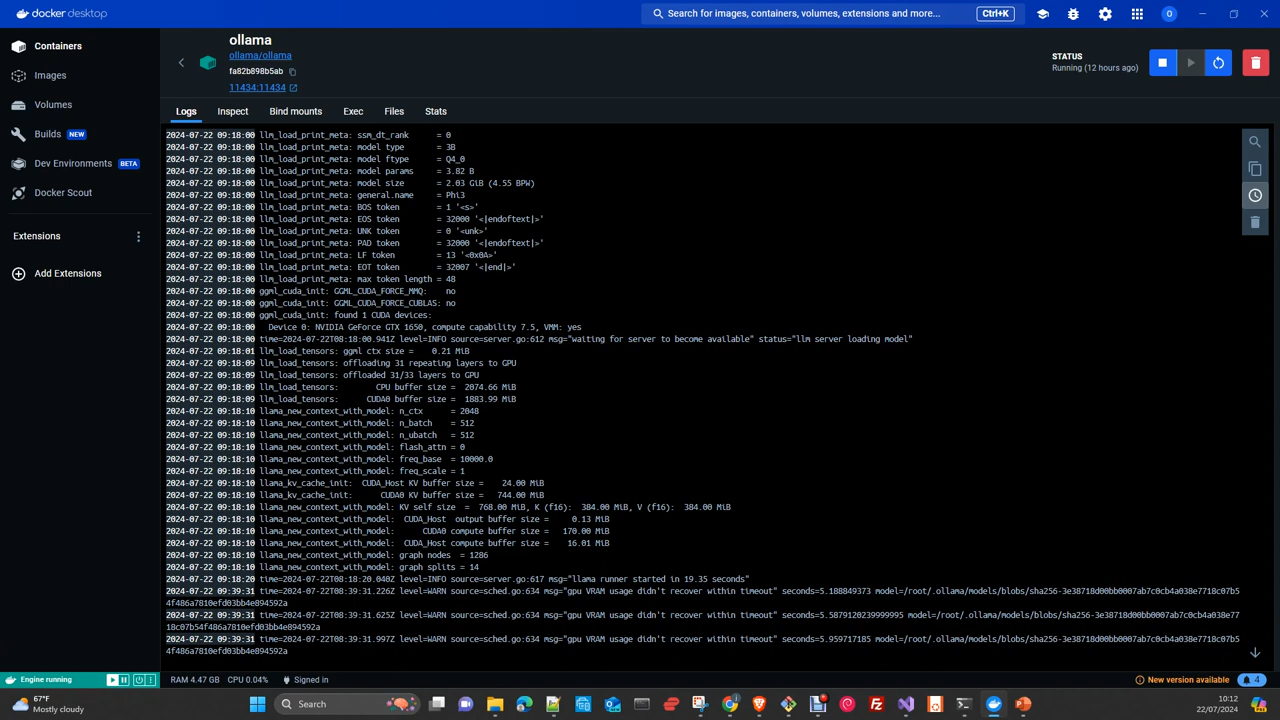 docker desktop
Search for images, containers, volumes, extensions and more...
Ctrl+K
O
Containers
Images
Volumes
Builds NEW
Dev Environments BETA
Docker Scout
Extensions
Add Extensions
ollama
ollama/ollama
fa82b898b5ab
11434:11434
STATUS
Running (12 hours ago)
Logs Inspect Bind mounts Exec Files Stats
2024-07-22 09:18:00 llm_load_print_meta: ssm_dt_rank = 0
2024-07-22 09:18:00 llm_load_print_meta: model type = 3B
2024-07-22 09:18:00 llm_load_print_meta: model ftype = Q4_0
2024-07-22 09:18:00 llm_load_print_meta: model params = 3.82 B
2024-07-22 09:18:00 llm_load_print_meta: model size = 2.03 GiB (4.55 BPW)
2024-07-22 09:18:00 llm_load_print_meta: general.name = Phi3
2024-07-22 09:18:00 llm_load_print_meta: BOS token = 1 '<s>'
2024-07-22 09:18:00 llm_load_print_meta: EOS token = 32000 '<|endoftext|>'
2024-07-22 09:18:00 llm_load_print_meta: UNK token = 0 '<unk>'
2024-07-22 09:18:00 llm_load_print_meta: PAD token = 32000 '<|endoftext|>'
2024-07-22 09:18:00 llm_load_print_meta: LF token = 13 '<0x0A>'
2024-07-22 09:18:00 llm_load_print_meta: EOT token = 32007 '<|end|>'
2024-07-22 09:18:00 llm_load_print_meta: max token length = 48
2024-07-22 09:18:00 ggml_cuda_init: GGML_CUDA_FORCE_MMQ: no
2024-07-22 09:18:00 ggml_cuda_init: GGML_CUDA_FORCE_CUBLAS: no
2024-07-22 09:18:00 ggml_cuda_init: found 1 CUDA devices:
2024-07-22 09:18:00 Device 0: NVIDIA GeForce GTX 1650, compute capability 7.5, VMM: yes
2024-07-22 09:18:00 time=2024-07-22T08:18:00.941Z level=INFO source=server.go:612 msg="waiting for server to become available" status="llm server loading model"
2024-07-22 09:18:01 llm_load_tensors: ggml ctx size = 0.21 MiB
2024-07-22 09:18:09 llm_load_tensors: offloading 31 repeating layers to GPU
2024-07-22 09:18:09 llm_load_tensors: offloaded 31/33 layers to GPU
2024-07-22 09:18:09 llm_load_tensors: CPU buffer size = 2074.66 MiB
2024-07-22 09:18:09 llm_load_tensors: CUDA0 buffer size = 1883.99 MiB
2024-07-22 09:18:10 llama_new_context_with_model: n_ctx = 2048
2024-07-22 09:18:10 llama_new_context_with_model: n_batch = 512
2024-07-22 09:18:10 llama_new_context_with_model: n_ubatch = 512
2024-07-22 09:18:10 llama_new_context_with_model: flash_attn = 0
2024-07-22 09:18:10 llama_new_context_with_model: freq_base = 10000.0
2024-07-22 09:18:10 llama_new_context_with_model: freq_scale = 1
2024-07-22 09:18:10 llama_kv_cache_init: CUDA_Host KV buffer size = 24.00 MiB
2024-07-22 09:18:10 llama_kv_cache_init: CUDA0 KV buffer size = 744.00 MiB
2024-07-22 09:18:10 llama_new_context_with_model: KV self size = 768.00 MiB, K (f16): 384.00 MiB, V (f16): 384.00 MiB
2024-07-22 09:18:10 llama_new_context_with_model: CUDA_Host output buffer size = 0.13 MiB
2024-07-22 09:18:10 llama_new_context_with_model: CUDA0 compute buffer size = 170.00 MiB
2024-07-22 09:18:10 llama_new_context_with_model: CUDA_Host compute buffer size = 16.01 MiB
2024-07-22 09:18:10 llama_new_context_with_model: graph nodes = 1286
2024-07-22 09:18:10 llama_new_context_with_model: graph splits = 14
2024-07-22 09:18:20 time=2024-07-22T08:18:20.040Z level=INFO source=server.go:617 msg="llama runner started in 19.35 seconds"
2024-07-22 09:39:31 time=2024-07-22T08:39:31.226Z level=WARN source=sched.go:634 msg="gpu VRAM usage didn't recover within timeout" seconds=5.188849373 model=/root/.ollama/models/blobs/sha256-3e38718d00bb0007ab7c0cb4a038e7718c07b5
4f486a7810efd03bb4e894592a
2024-07-22 09:39:31 time=2024-07-22T08:39:31.625Z level=WARN source=sched.go:634 msg="gpu VRAM usage didn't recover within timeout" seconds=5.5879120239999995 model=/root/.ollama/models/blobs/sha256-3e38718d00bb0007ab7c0cb4a038e77
18c07b54f486a7810efd03bb4e894592a
2024-07-22 09:39:31 time=2024-07-22T08:39:31.997Z level=WARN source=sched.go:634 msg="gpu VRAM usage didn't recover within timeout" seconds=5.959717185 model=/root/.ollama/models/blobs/sha256-3e38718d00bb0007ab7c0cb4a038e7718c07b5
4f486a7810efd03bb4e894592a
Engine running
RAM 4.47 GB CPU 0.04% Signed in
New version available
4
67°F
Mostly cloudy
Search
10:12
22/07/2024